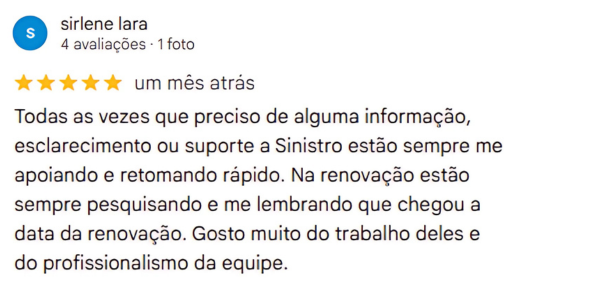 s
sirlene lara
4 avaliações · 1 foto
★★★★★ um mês atrás
Todas as vezes que preciso de alguma informação,
esclarecimento ou suporte a Sinistro estão sempre me
apoiando e retomando rápido. Na renovação estão
sempre pesquisando e me lembrando que chegou a
data da renovação. Gosto muito do trabalho deles e
do profissionalismo da equipe.